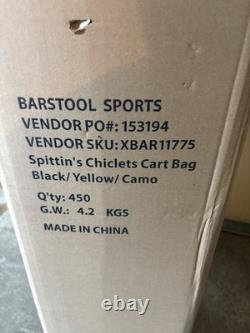 BARSTOOL SPORTS
VENDOR PO#: 153194
VENDOR SKU: XBAR11775
Spittin's Chiclets Cart Bag
Black/ Yellow/ Camo
Q'ty: 450
G.W.: 4.2 KGS
MADE IN CHINA
ebay